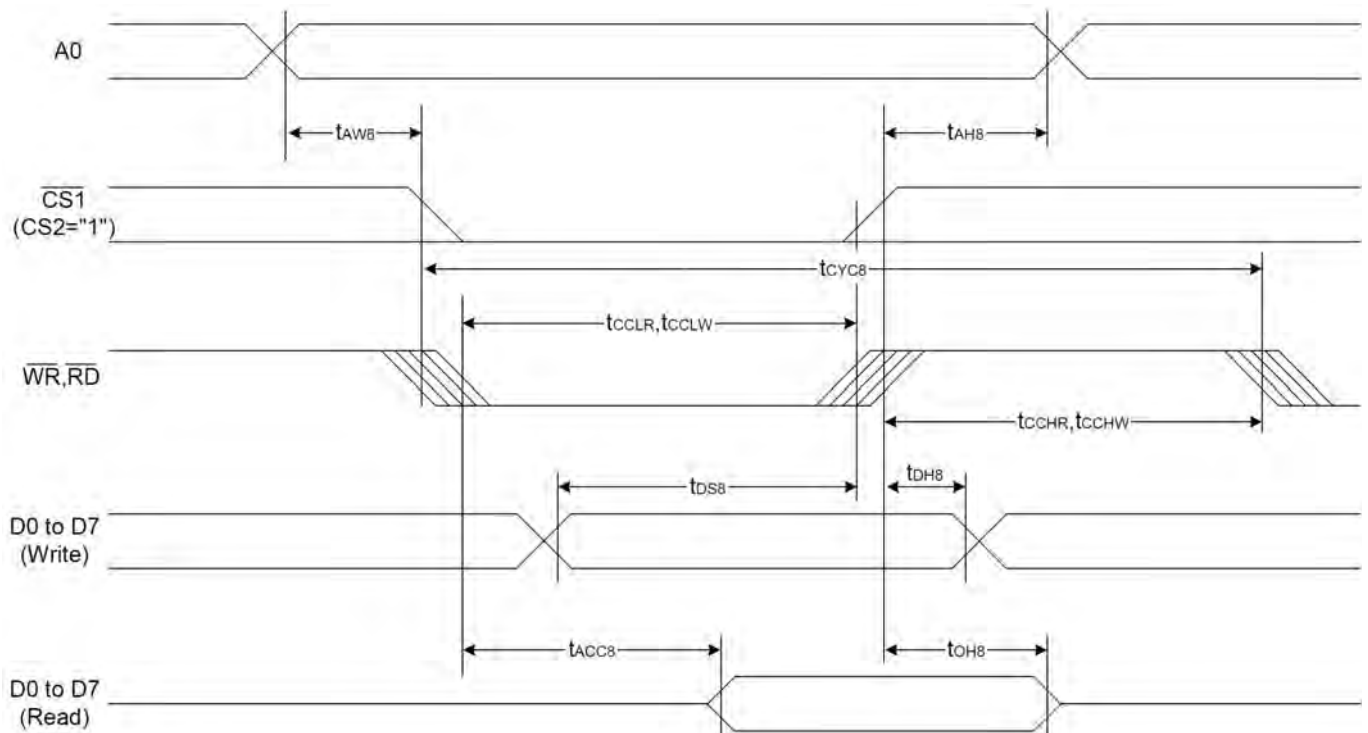 A0
tAW8
tAH8
CS1
(CS2="1")
tCYC8
tCCLR,tCCLW
WR,RD
tCCHR,tCCHW
tDS8
tDH8
D0 to D7
(Write)
tACC8
tOH8
D0 to D7
(Read)